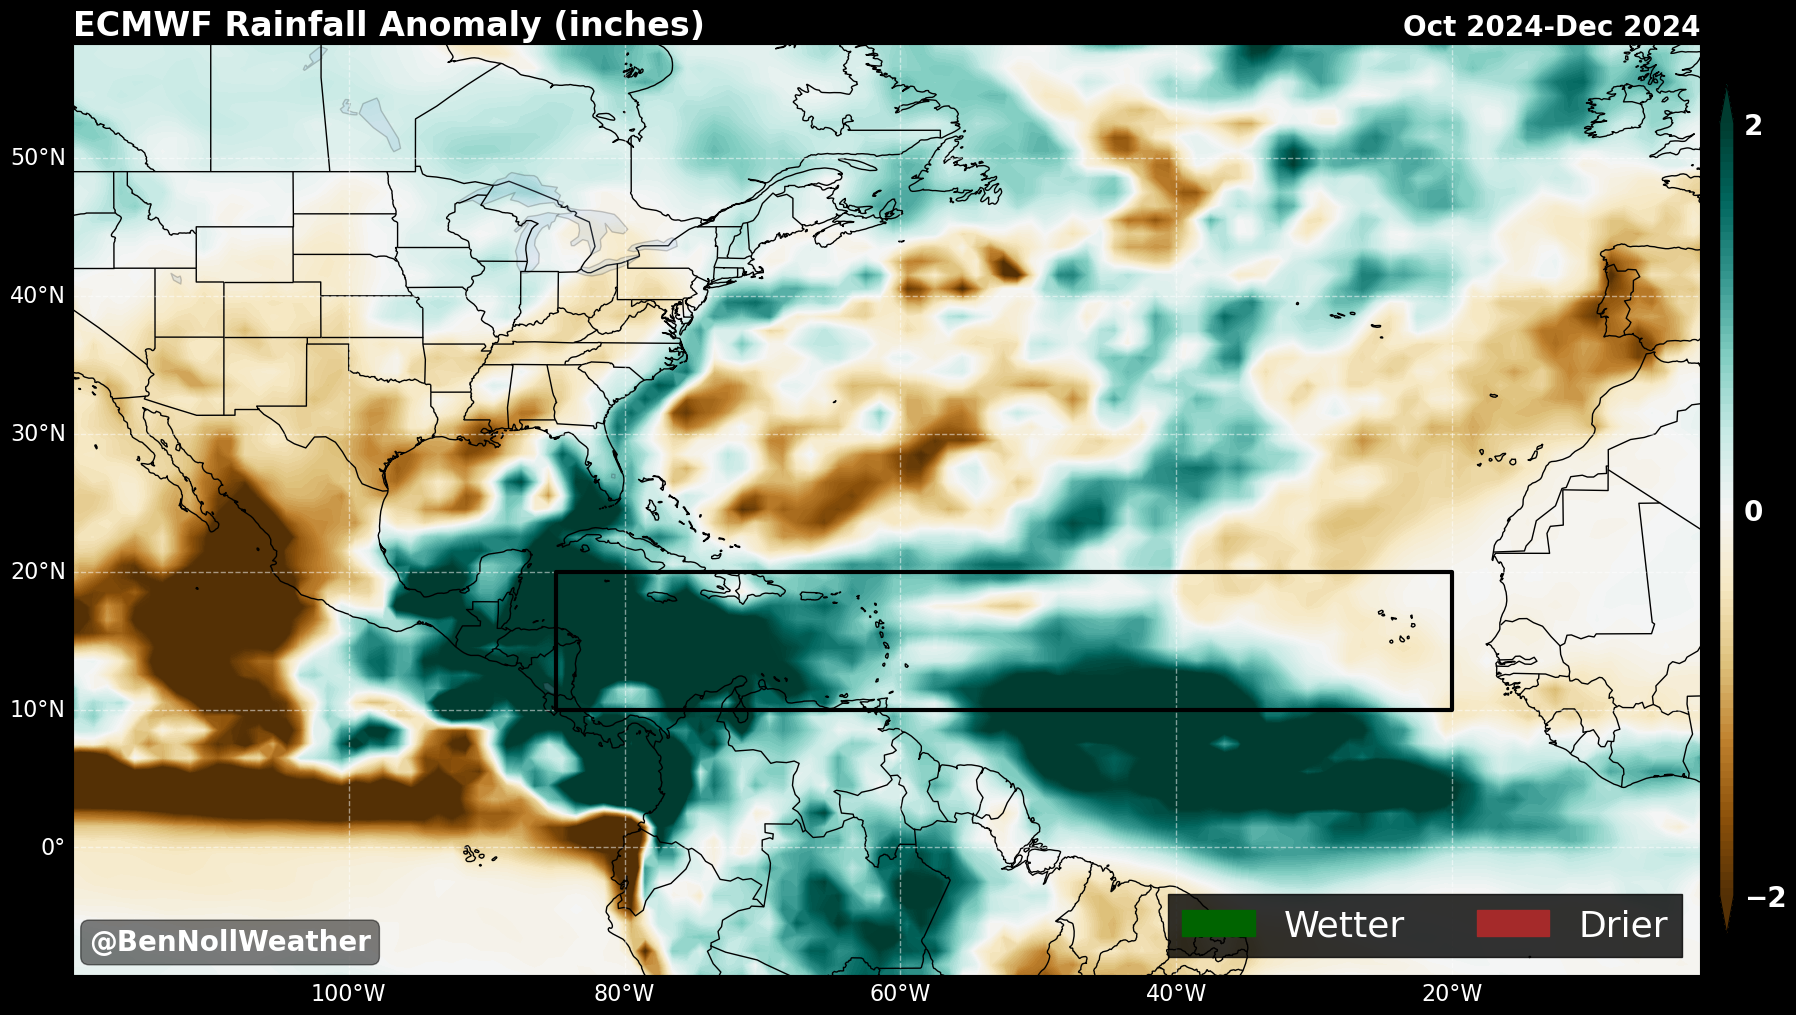 ECMWF Rainfall Anomaly (inches)
Oct 2024-Dec 2024
50°N
40°N
30°N
20°N
10°N
0°
2
0
−2
@BenNollWeather
Wetter
Drier
100°W
80°W
60°W
40°W
20°W